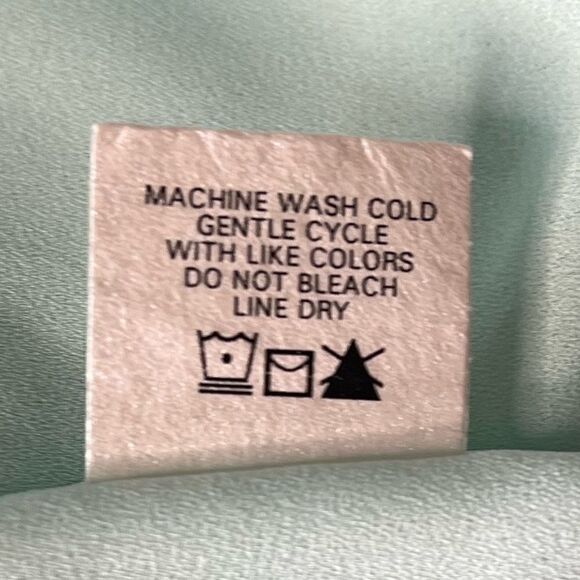 MACHINE WASH COLD
GENTLE CYCLE
WITH LIKE COLORS
DO NOT BLEACH
LINE DRY